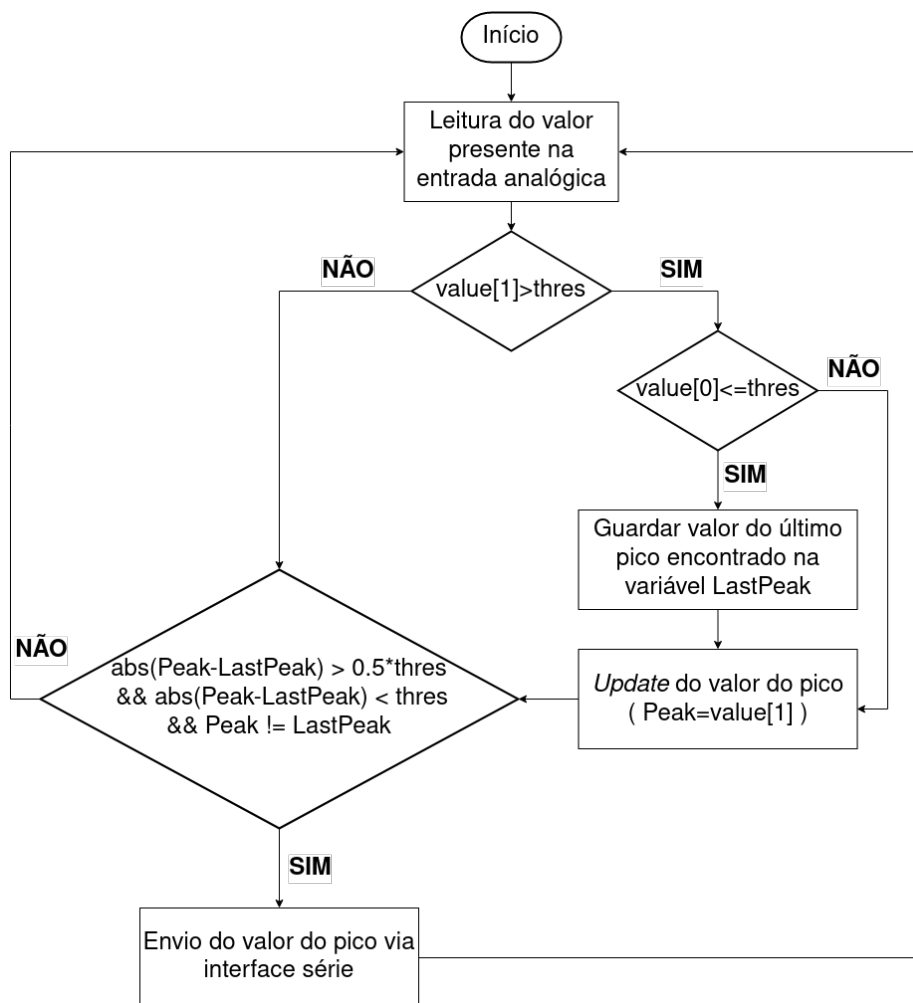 Início
Leitura do valor
presente na
entrada analógica
NÃO
value[1]>thres
SIM
value[0]<=thres
NÃO
SIM
Guardar valor do último
pico encontrado na
variável LastPeak
Update do valor do pico
( Peak=value[1] )
NÃO
abs(Peak-LastPeak) > 0.5*thres
&& abs(Peak-LastPeak) < thres
&& Peak != LastPeak
SIM
Envio do valor do pico via
interface série